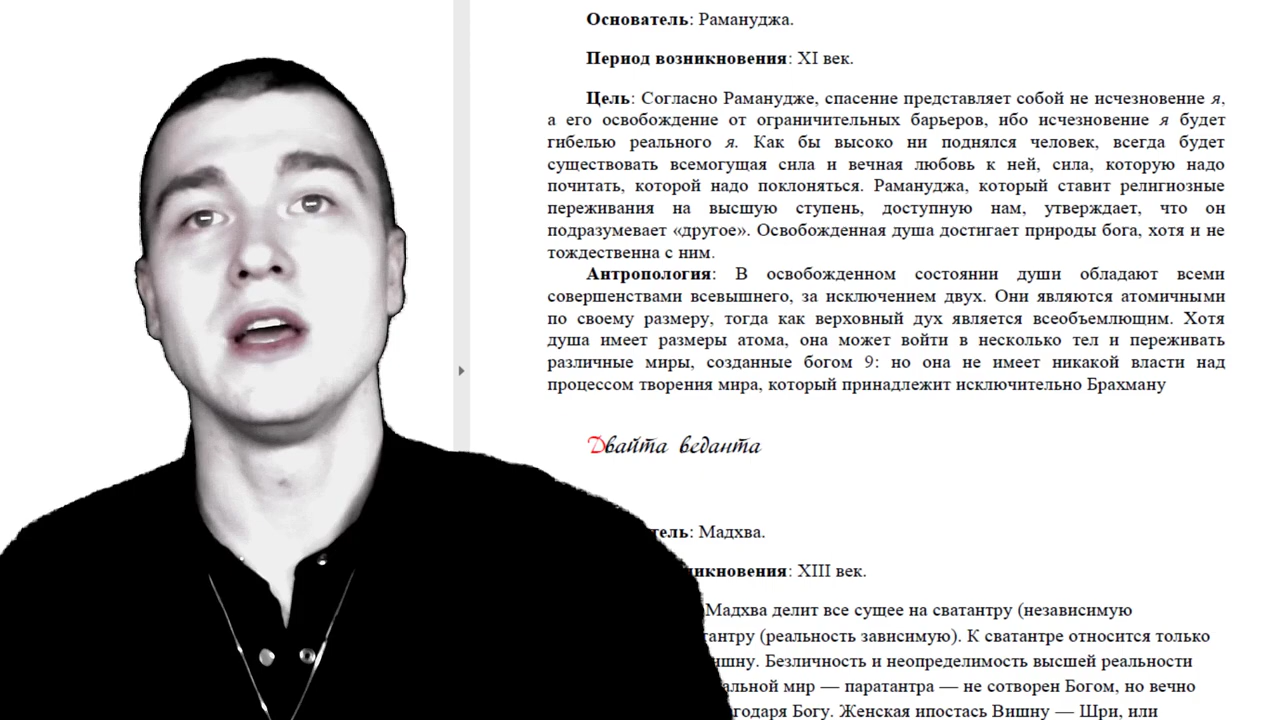 Основатель: Рамануджа.
Период возникновения: XI век.
Цель: Согласно Рамануджe, спасение представляет собой не исчезновение я,
а его освобождение от ограничительных барьеров, ибо исчезновение я будет
гибелью реального я. Как бы высоко ни поднялся человек, всегда будет
существовать всемогущая сила и вечная любовь к ней, сила, которую надо
почитать, которой надо поклоняться. Рамануджа, который ставит религиозные
переживания на высшую ступень, доступную нам, утверждает, что он
подразумевает «другое». Освобожденная душа достигает природы бога, хотя и не
тождественна с ним.
Антропология: В освобожденном состоянии души обладают всеми
совершенствами всевышнего, за исключением двух. Они являются атомичными
по своему размеру, тогда как верховный дух является всеобъемлющим. Хотя
душа имеет размеры атома, она может войти в несколько тел и переживать
различные миры, созданные богом 9: но она не имеет никакой власти над
процессом творения мира, который принадлежит исключительно Брахману
Двайта веданта
тель: Мадхва.
никновения: XIII век.
Мадхва делит все сущее на сватантру (независимую
тантру (реальность зависимую). К сватантре относится только
ишну. Безличность и неопределимость высшей реальности
альной мир — паратантра — не сотворен Богом, но вечно
агодаря Богу. Женская ипостась Вишну — Шри, или